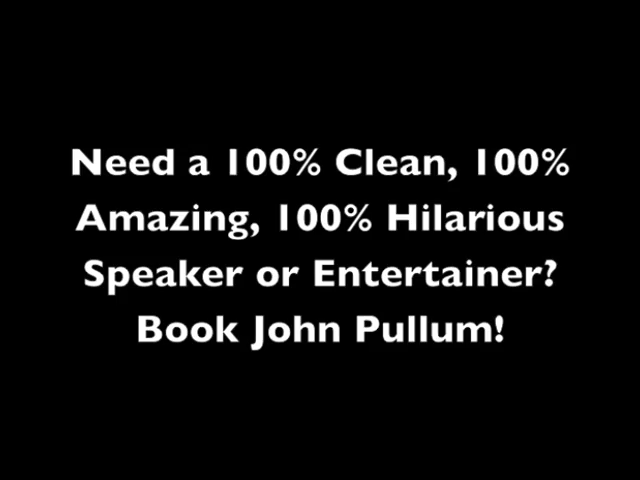 Need a 100% Clean, 100%
Amazing, 100% Hilarious
Speaker or Entertainer?
Book John Pullum!